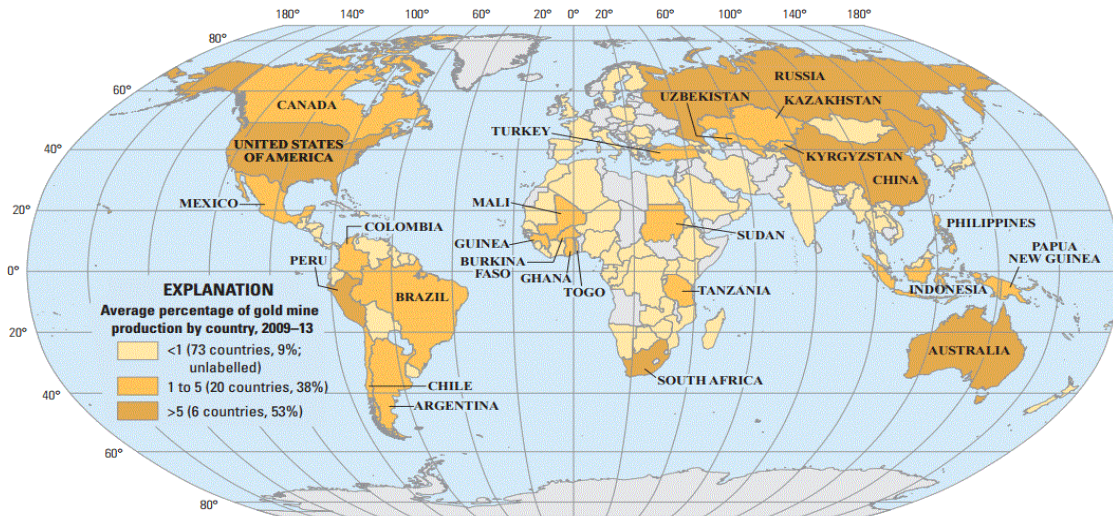 180° 140° 100° 60° 20° 0° 20° 60° 100° 140° 180°
80°
60°
40°
20°
0°
20°
40°
60°
80°
CANADA
UNITED STATES
OF AMERICA
MEXICO
COLOMBIA
PERU
BRAZIL
CHILE
ARGENTINA
RUSSIA
UZBEKISTAN
KAZAKHSTAN
TURKEY
KYRGYZSTAN
CHINA
MALI
GUINEA
BURKINA
FASO
GHANA
TOGO
SUDAN
TANZANIA
SOUTH AFRICA
PHILIPPINES
PAPUA
NEW GUINEA
INDONESIA
AUSTRALIA
EXPLANATION
Average percentage of gold mine
production by country, 2009–13
<1 (73 countries, 9%;
unlabelled)
1 to 5 (20 countries, 38%)
>5 (6 countries, 53%)